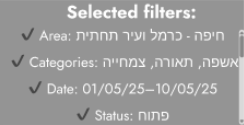 Selected filters:
✔ Area: חיפה - כרמל ועיר תחתית
✔ Categories: אשפה, תאורה, צמחייה
✔ Date: 01/05/25–10/05/25
✔ Status: פתוח